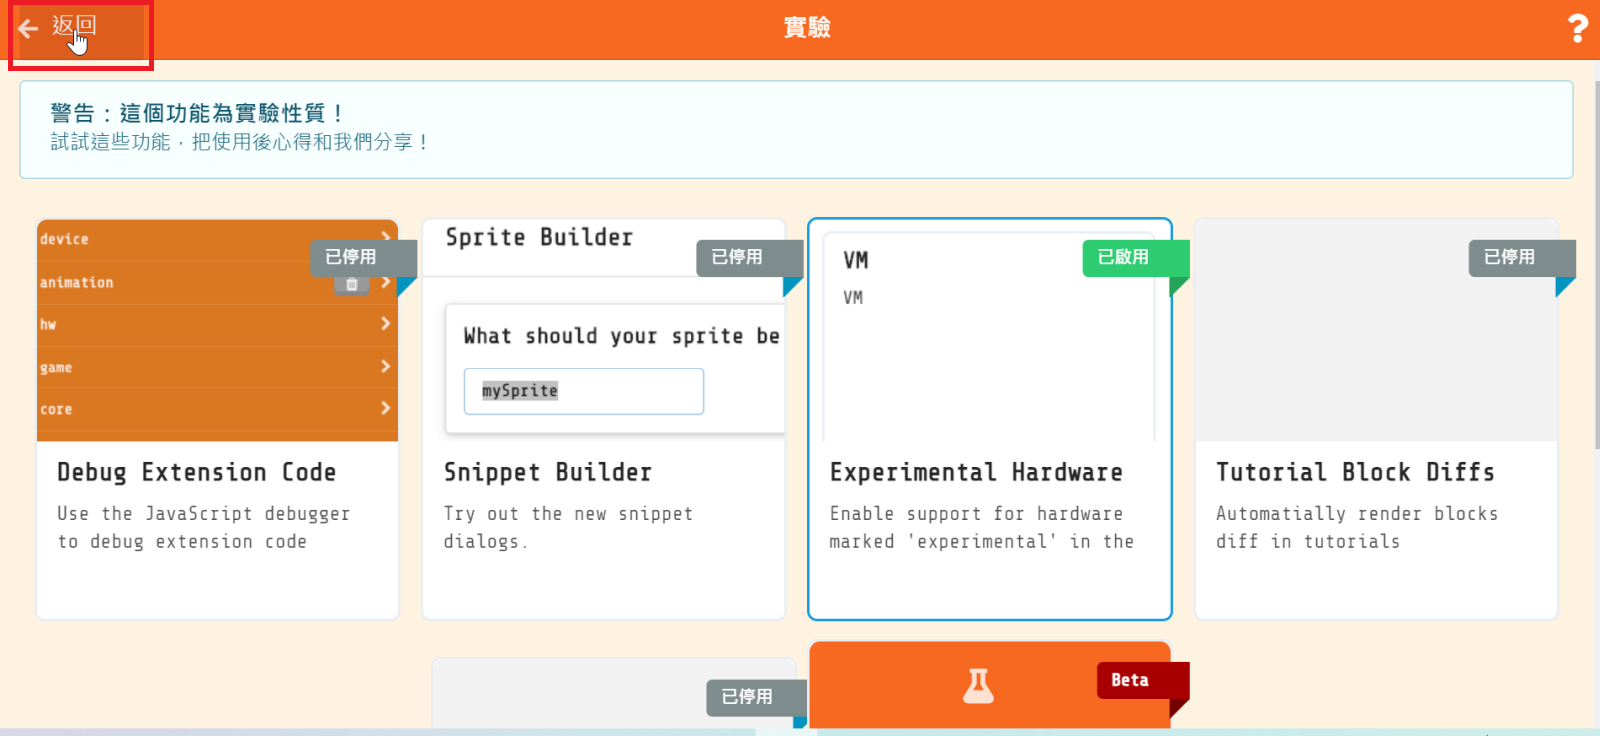 返回
實驗
?
警告：這個功能為實驗性質！
試試這些功能，把使用後心得和我們分享！
device
已停用
animation
hw
game
core
Debug Extension Code
Use the JavaScript debugger
to debug extension code
Sprite Builder
已停用
What should your sprite be
mySprite
Snippet Builder
Try out the new snippet
dialogs.
VM
已啟用
VM
Experimental Hardware
Enable support for hardware
marked 'experimental' in the
已停用
Tutorial Block Diffs
Automatially render blocks
diff in tutorials
已停用
Beta